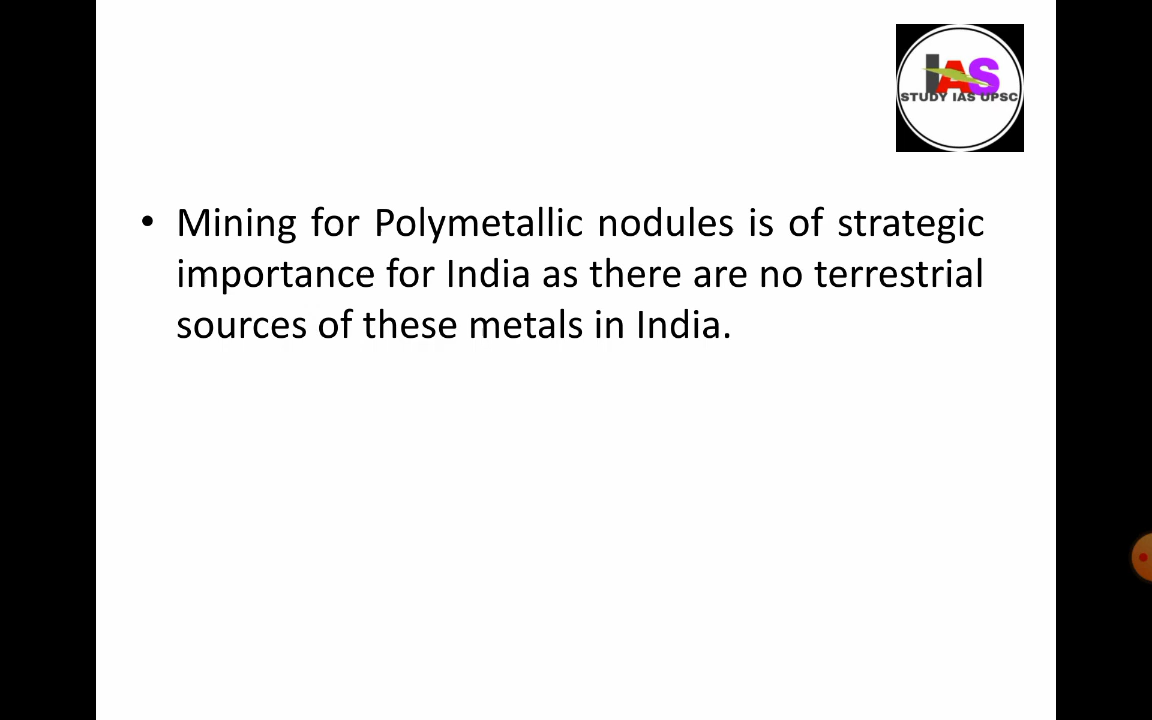 IAS
STUDY IAS UPSC
• Mining for Polymetallic nodules is of strategic
importance for India as there are no terrestrial
sources of these metals in India.